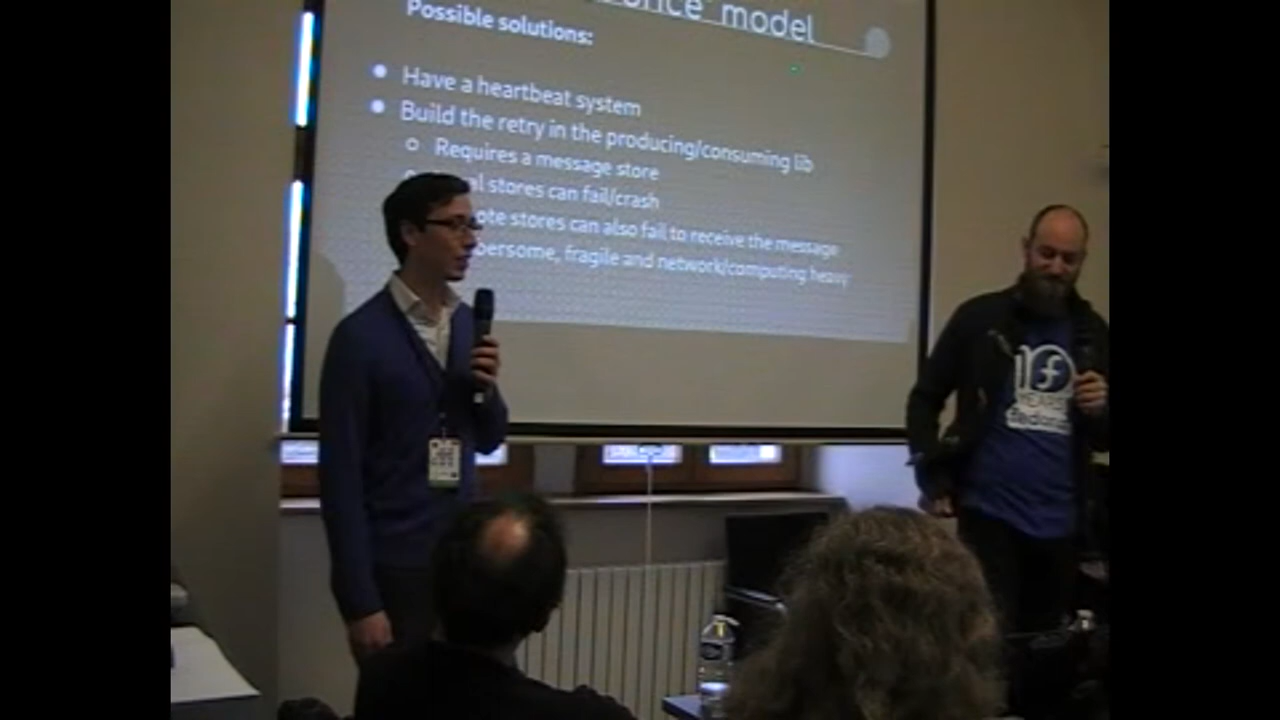 once' model
Possible solutions:
Have a heartbeat system
Build the retry in the producing/consuming lib
Requires a message store
stores can fail/crash
stores can also fail to receive the message
fragile and network/computing heavy